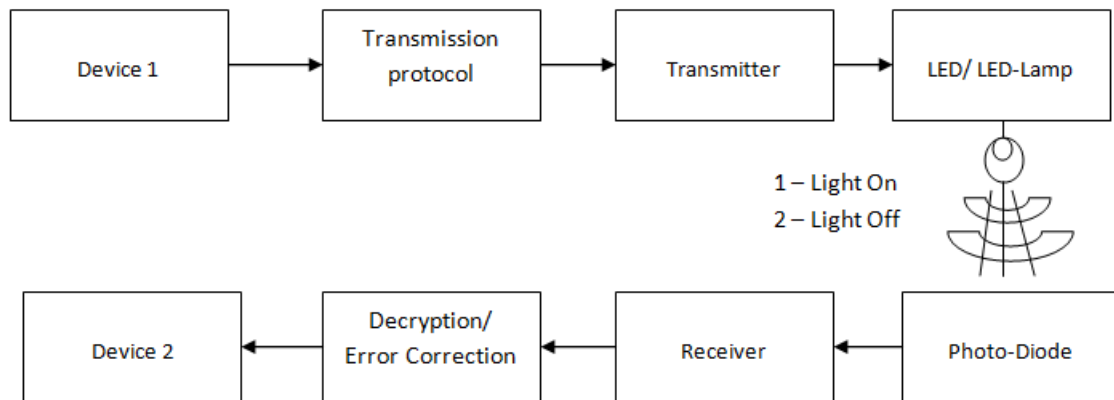 Device 1
Transmission
protocol
Transmitter
LED/ LED-Lamp
1 – Light On
2 – Light Off
Device 2
Decryption/
Error Correction
Receiver
Photo-Diode